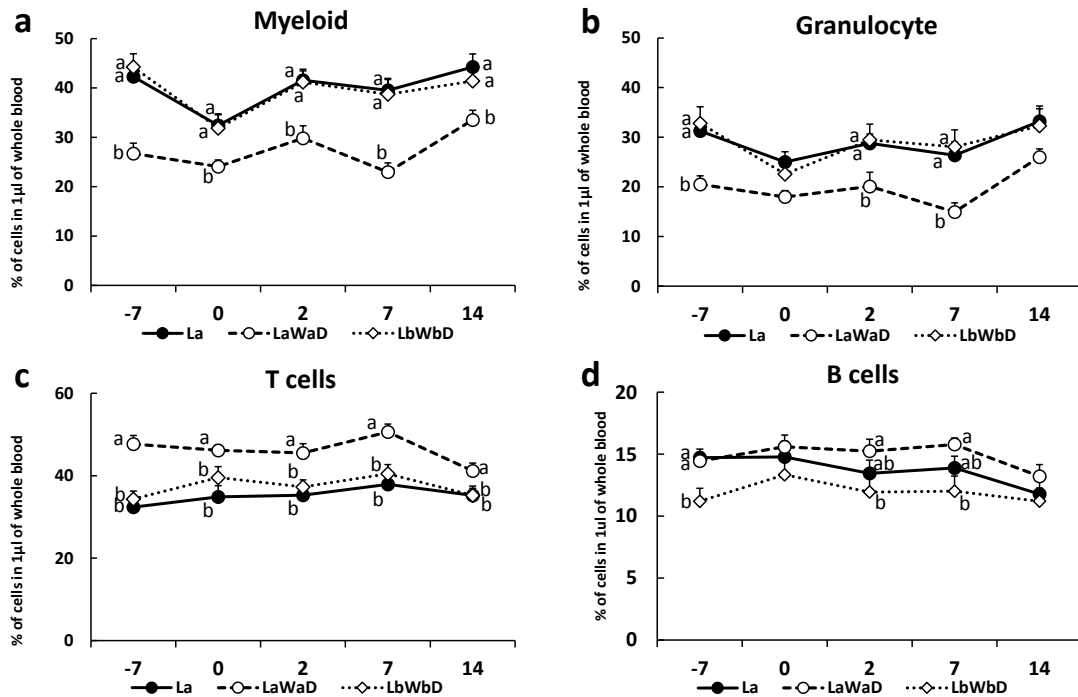 a
Myeloid
% of cells in 1µl of whole blood
50
40
30
20
10
0
a
a
b
a
a
b
a
a
b
a
a
b
a
a
b
-7 0 2 7 14
La LaWaD LbWbD
b
Granulocyte
% of cells in 1µl of whole blood
50
40
30
20
10
0
a
a
b
a
a
b
a
a
b
-7 0 2 7 14
La LaWaD LbWbD
c
T cells
% of cells in 1µl of whole blood
60
40
20
0
a
b
b
a
b
b
a
b
b
a
b
b
a
b
b
-7 0 2 7 14
La LaWaD LbWbD
d
B cells
% of cells in 1ul of whole blood
20
15
10
5
0
a
a
b
a
ab
b
a
ab
b
-7 0 2 7 14
La LaWaD LbWbD